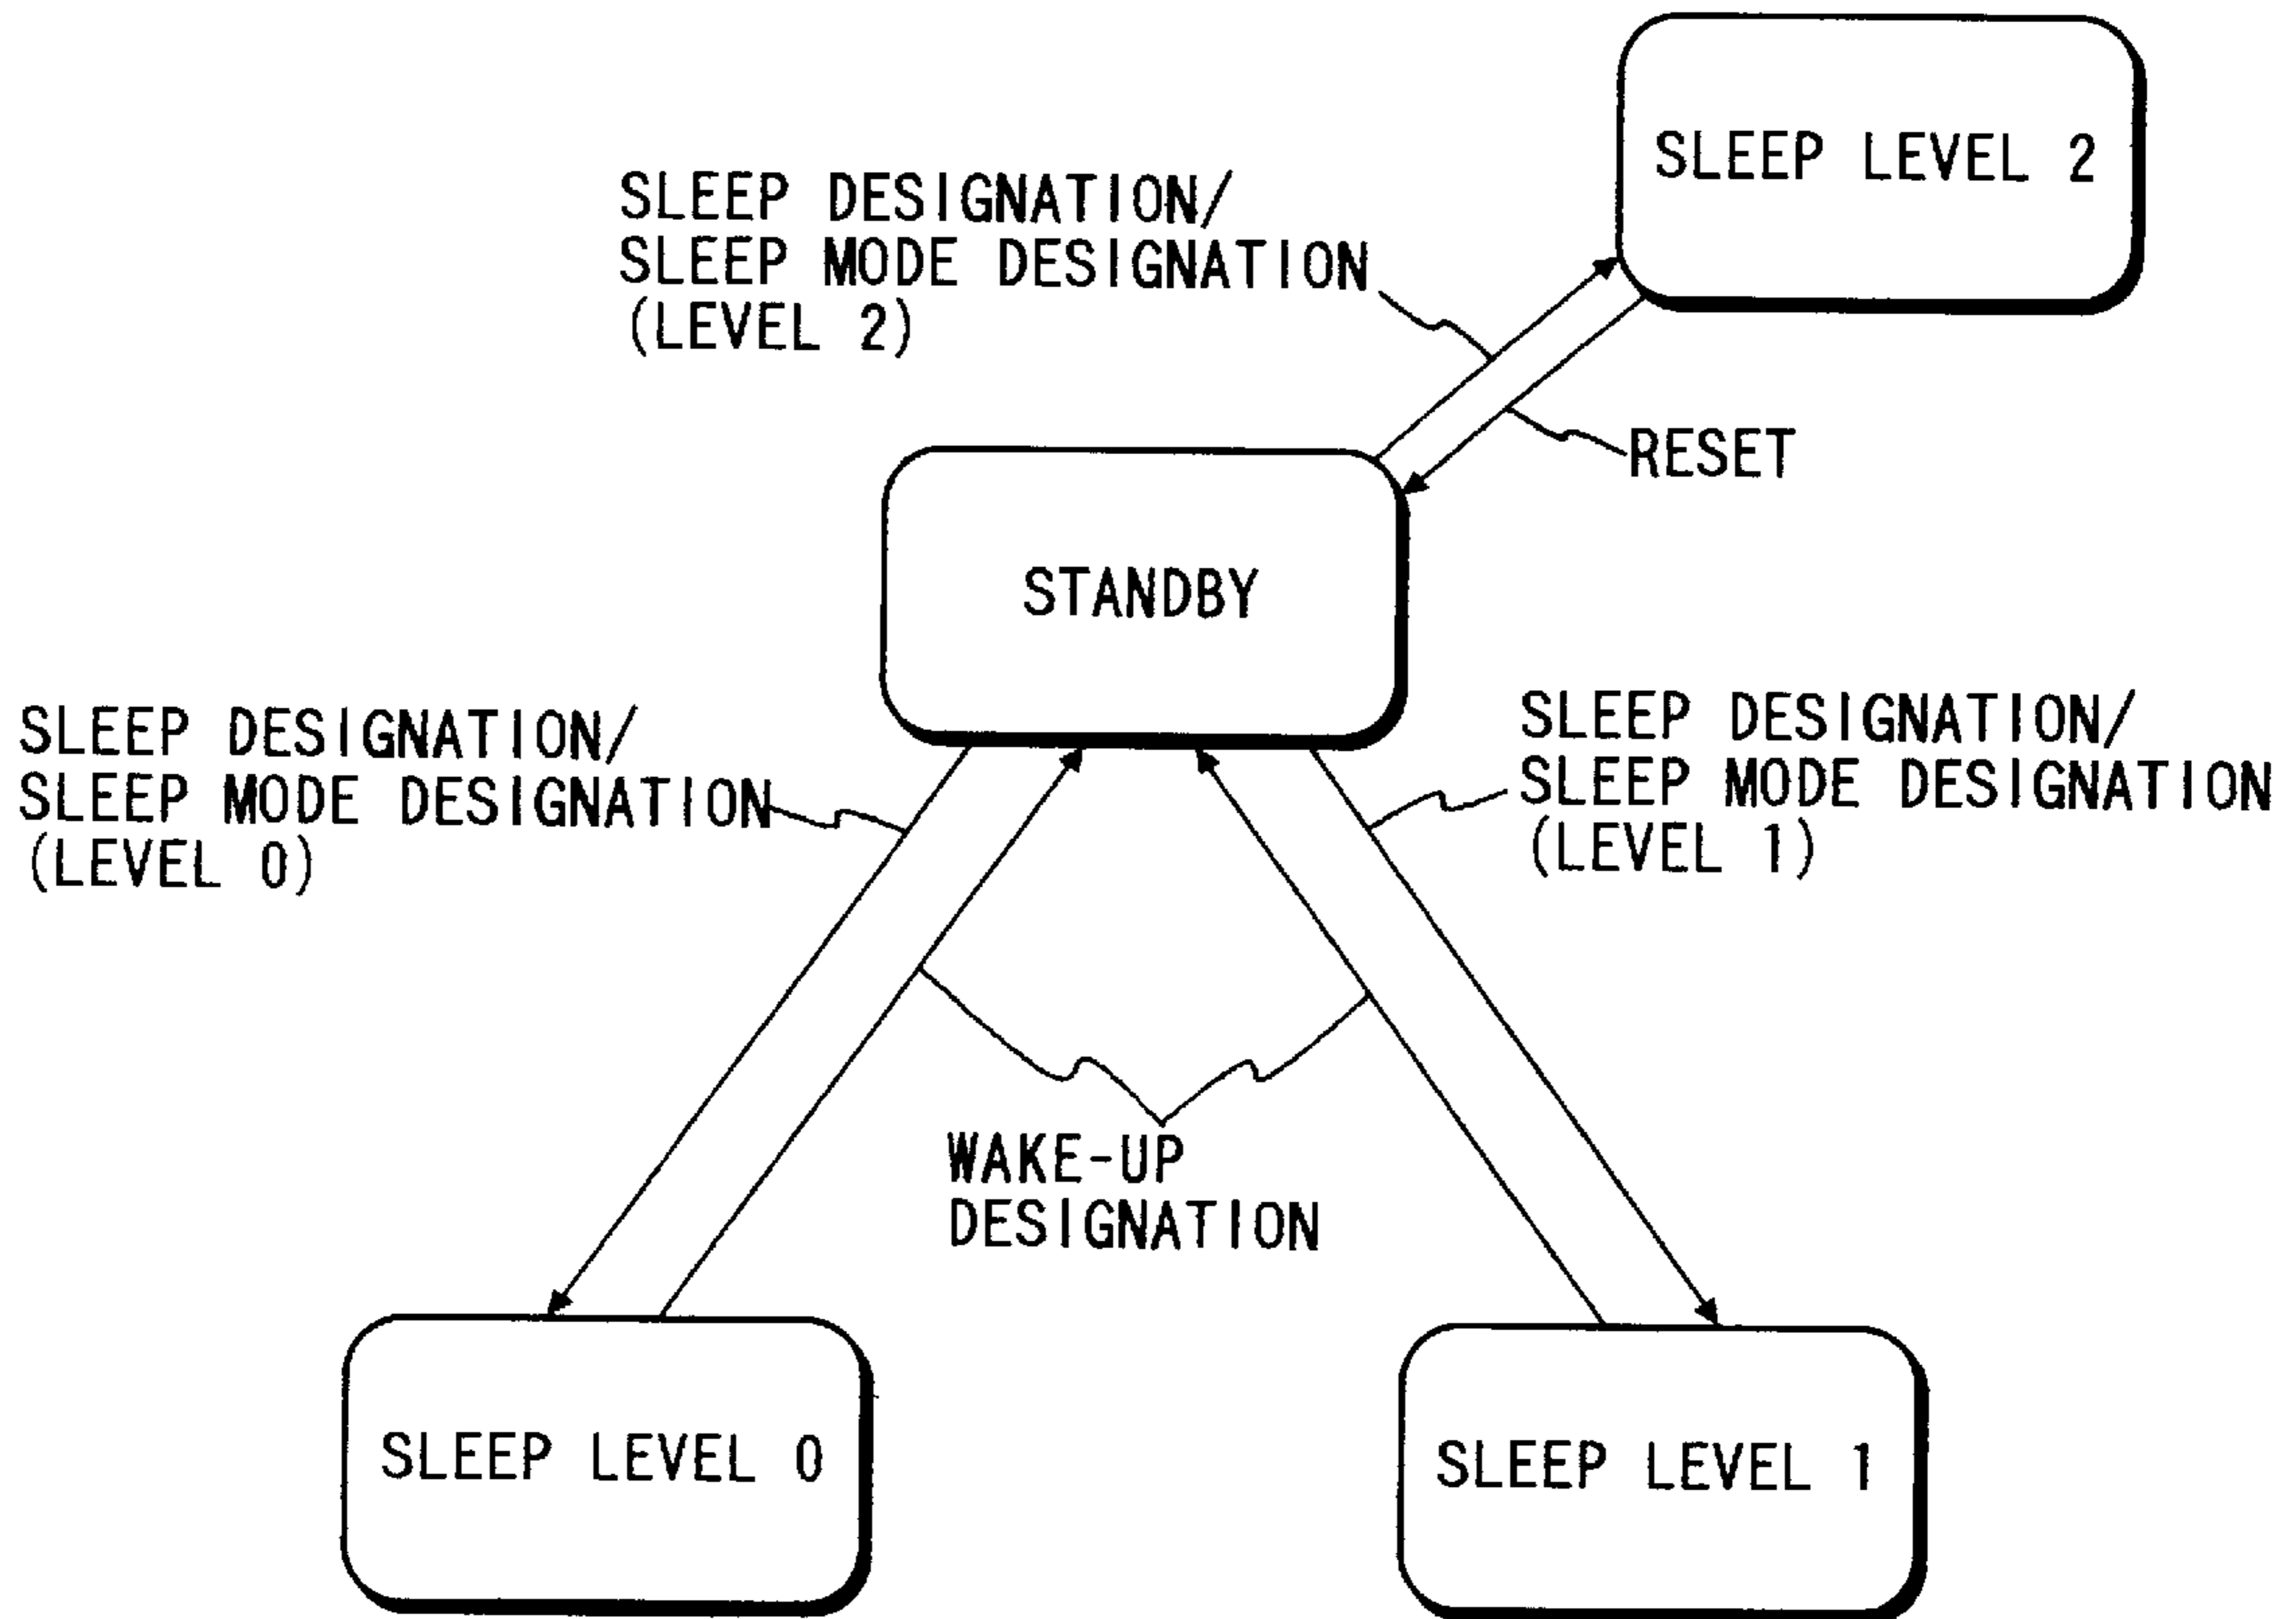 SLEEP LEVEL 2
SLEEP DESIGNATION/
SLEEP MODE DESIGNATION
(LEVEL 2)
RESET
STANDBY
SLEEP DESIGNATION/
SLEEP MODE DESIGNATION
(LEVEL 0)
SLEEP DESIGNATION/
SLEEP MODE DESIGNATION
(LEVEL 1)
WAKE-UP
DESIGNATION
SLEEP LEVEL 0
SLEEP LEVEL 1